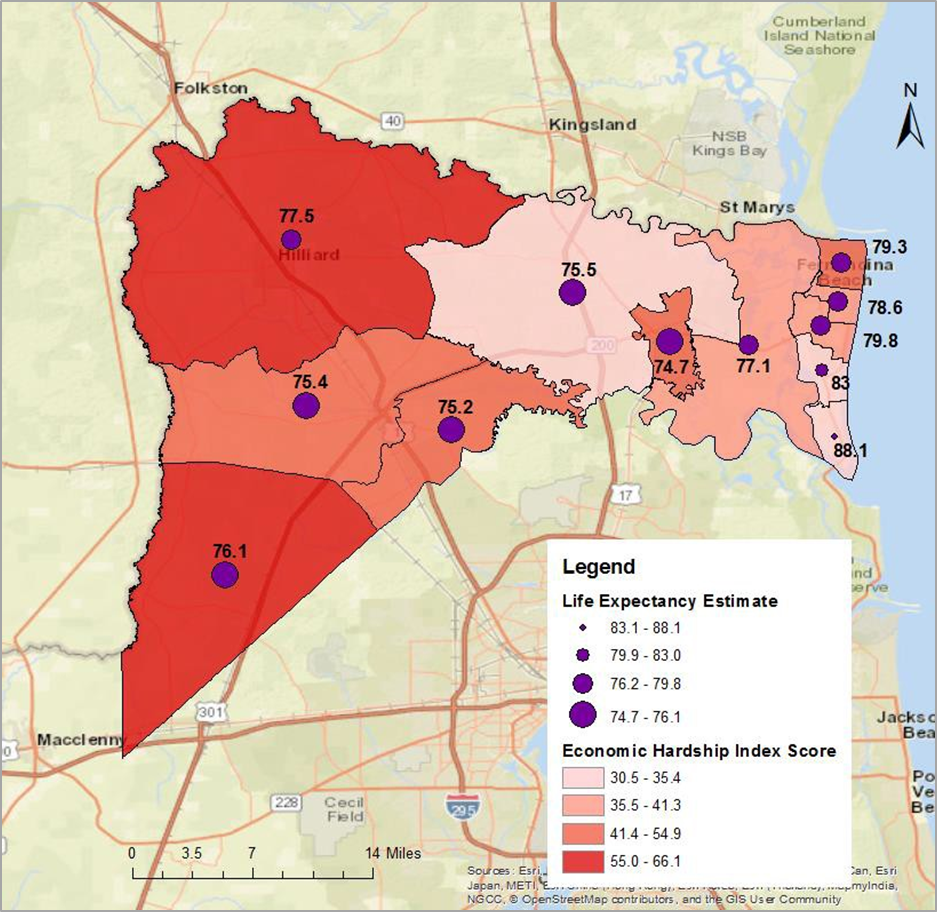 Cumberland
Island National
Seashore
N
Folkston
40
Kingsland
NSB
Kings Bay
St Marys
77.5
Hilliard
79.3
Fernandina
Beach
75.5
78.6
200
79.8
74.7
77.1
75.4
83
75.2
88.1
17
76.1
Legend
Life Expectancy Estimate
83.1 - 88.1
79.9 - 83.0
76.2 - 79.8
74.7 - 76.1
301
Macclenny
Economic Hardship Index Score
30.5 - 35.4
35.5 - 41.3
41.4 - 54.9
55.0 - 66.1
228
Cecil
Field
295
0 3.5 7 14 Miles
Sources: Esri,
Japan, METI,
NGCC, © OpenStreetMap contributors, and the GIS User Community